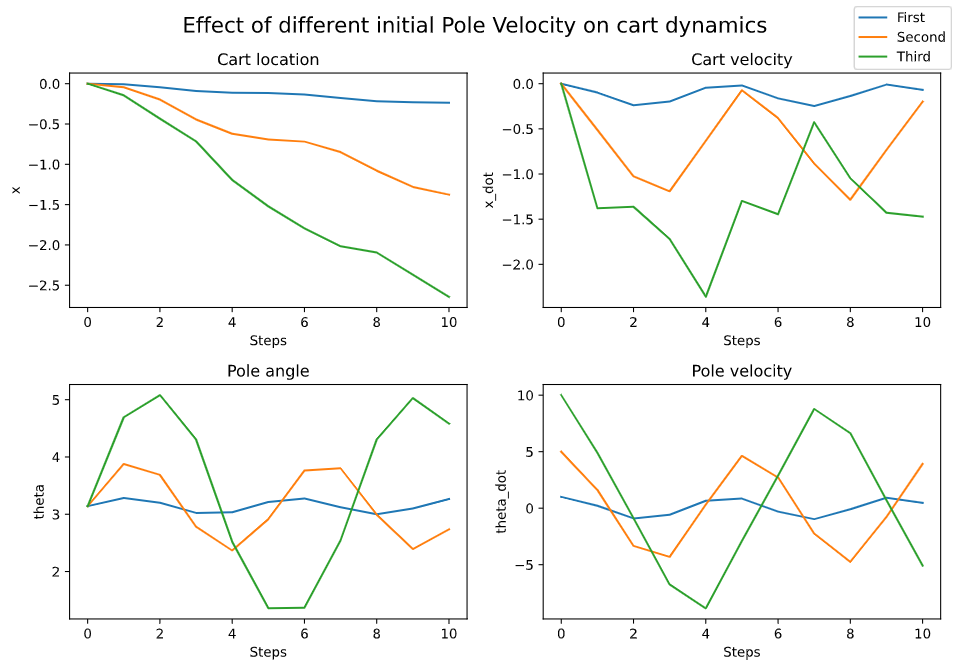 Effect of different initial Pole Velocity on cart dynamics
First
Second
Third
Cart location
0.0
−0.5
−1.0
−1.5
−2.0
−2.5
x
0 2 4 6 8 10
Steps
Cart velocity
0.0
−0.5
−1.0
−1.5
−2.0
x_dot
0 2 4 6 8 10
Steps
Pole angle
5
4
3
2
theta
0 2 4 6 8 10
Steps
Pole velocity
10
5
0
−5
theta_dot
0 2 4 6 8 10
Steps